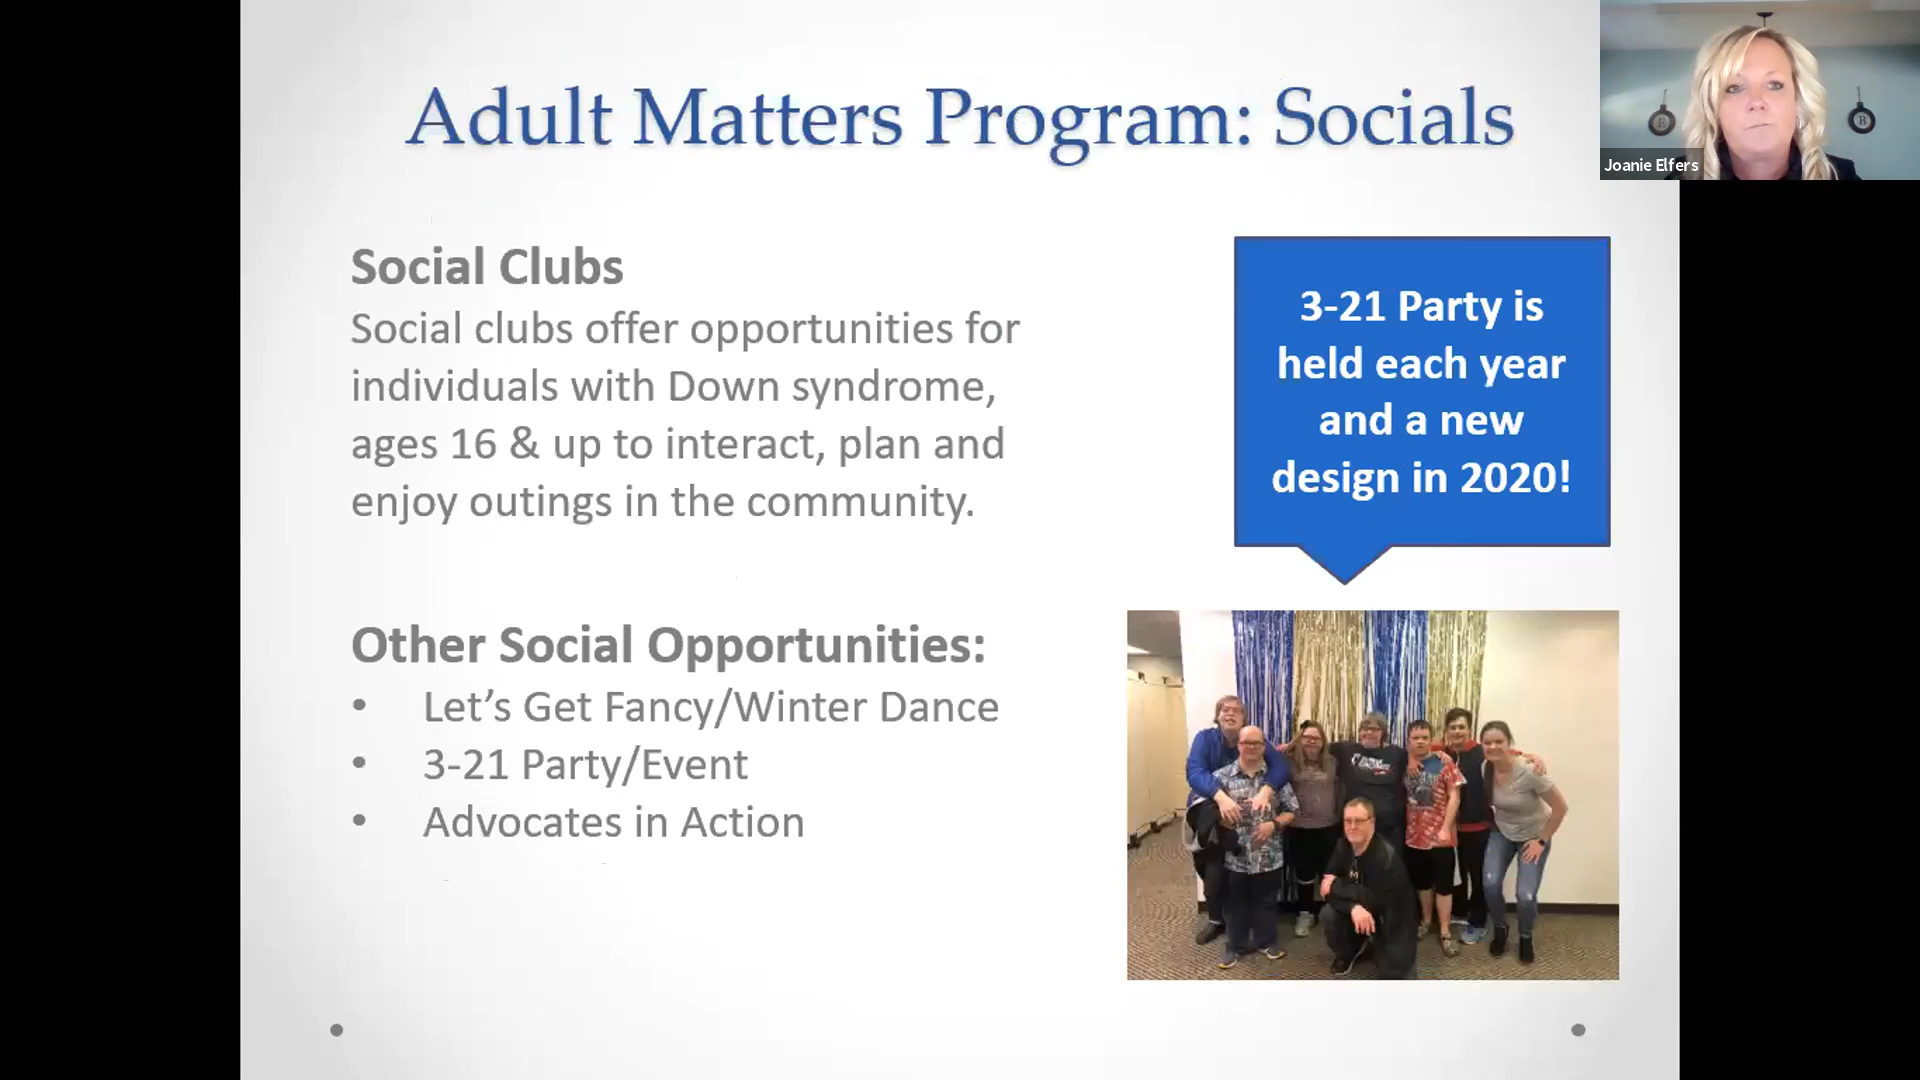 Adult Matters Program: Socials
E
B
Joanie Elfers
Social Clubs
Social clubs offer opportunities for
individuals with Down syndrome,
ages 16 & up to interact, plan and
enjoy outings in the community.
3-21 Party is
held each year
and a new
design in 2020!
Other Social Opportunities:
• Let’s Get Fancy/Winter Dance
• 3-21 Party/Event
• Advocates in Action